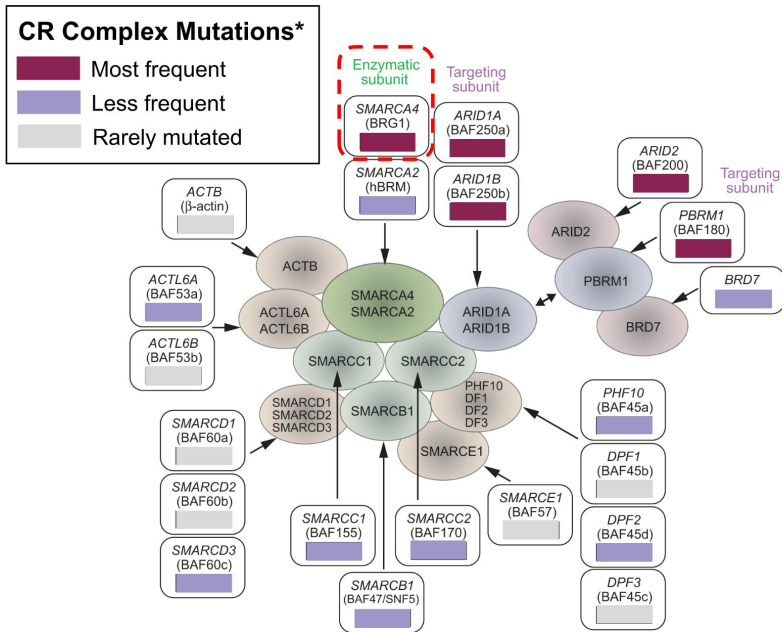 CR Complex Mutations*
Most frequent
Less frequent
Rarely mutated
Enzymatic
subunit
Targeting
subunit
SMARCA4
(BRG1)
ARID1A
(BAF250a)
SMARCA2
(hBRM)
ARID1B
(BAF250b)
ARID2
(BAF200)
Targeting
subunit
PBRM1
(BAF180)
BRD7
ACTB
(β-actin)
ACTL6A
(BAF53a)
ACTL6B
(BAF53b)
ACTB
ACTL6A
ACTL6B
SMARCA4
SMARCA2
ARID1A
ARID1B
ARID2
PBRM1
BRD7
SMARCC1
SMARCC2
SMARCD1
SMARCD2
SMARCD3
SMARCB1
PHF10
DF1
DF2
DF3
SMARCE1
SMARCD1
(BAF60a)
SMARCD2
(BAF60b)
SMARCD3
(BAF60c)
SMARCC1
(BAF155)
SMARCB1
(BAF47/SNF5)
SMARCC2
(BAF170)
SMARCE1
(BAF57)
PHF10
(BAF45a)
DPF1
(BAF45b)
DPF2
(BAF45d)
DPF3
(BAF45c)